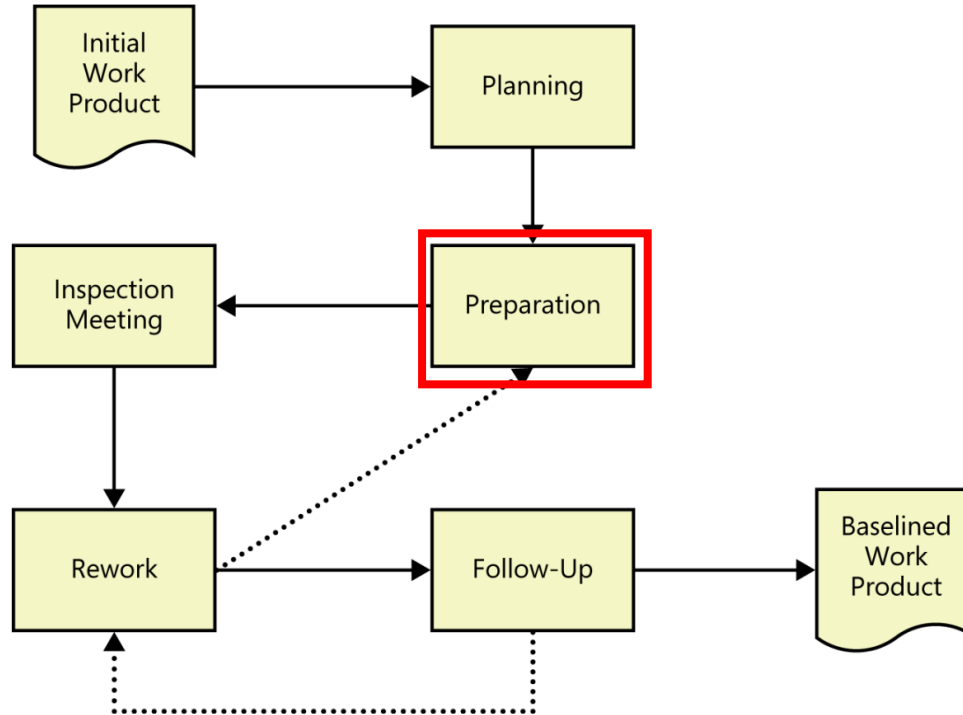 Initial
Work
Product
Planning
Inspection
Meeting
Preparation
Rework
Follow-Up
Baselined
Work
Product